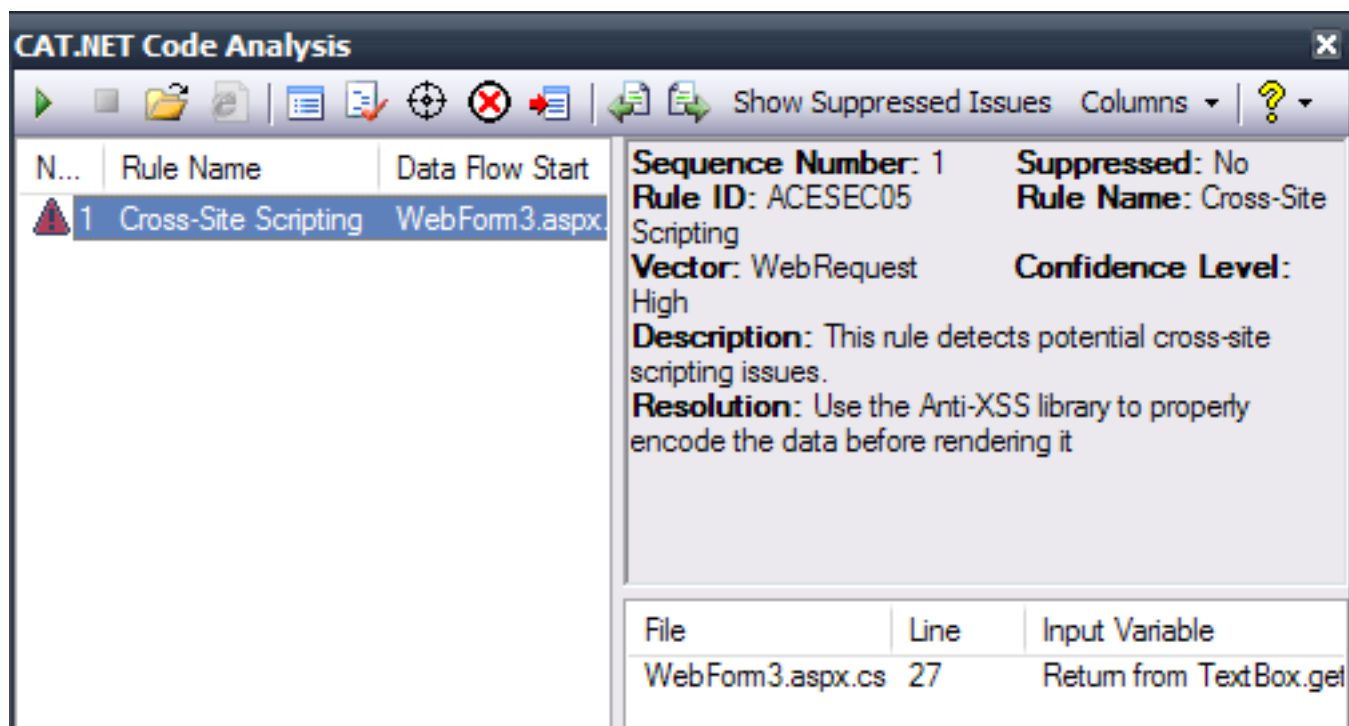 CAT.NET Code Analysis
Show Suppressed Issues Columns
N... Rule Name Data Flow Start
1 Cross-Site Scripting WebForm3.aspx.
Sequence Number: 1 Suppressed: No
Rule ID: ACESEC05 Rule Name: Cross-Site
Scripting
Vector: WebRequest Confidence Level:
High
Description: This rule detects potential cross-site
scripting issues.
Resolution: Use the Anti-XSS library to properly
encode the data before rendering it
File Line Input Variable
WebForm3.aspx.cs 27 Return from TextBox.get